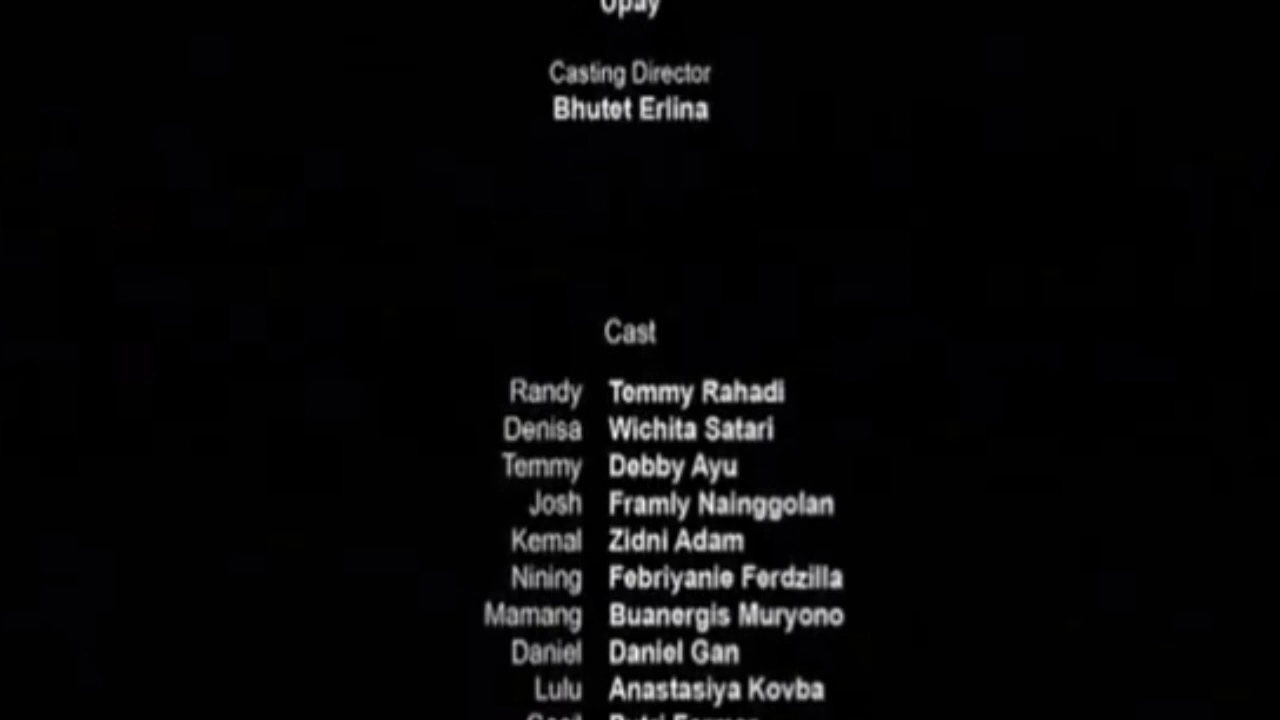 Upay
Casting Director
Bhutet Erlina
Cast
Randy Tommy Rahadi
Denisa Wichita Satari
Temmy Debby Ayu
Josh Framly Nainggolan
Kemal Zidni Adam
Nining Febriyanie Ferdzilla
Mamang Buanergis Muryono
Daniel Daniel Gan
Lulu Anastasiya Kovba